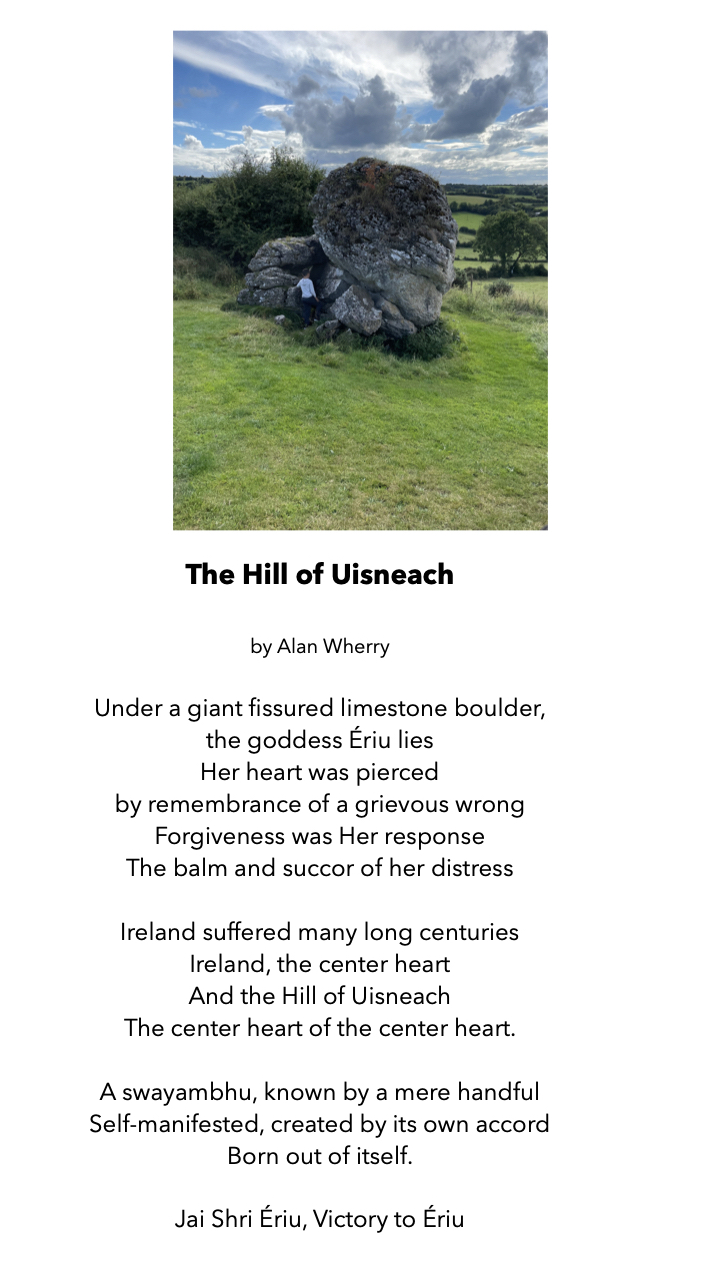 The Hill of Uisneach
by Alan Wherry
Under a giant fissured limestone boulder,
the goddess Ériu lies
Her heart was pierced
by remembrance of a grievous wrong
Forgiveness was Her response
The balm and succor of her distress
Ireland suffered many long centuries
Ireland, the center heart
And the Hill of Uisneach
The center heart of the center heart.
A swayambhu, known by a mere handful
Self-manifested, created by its own accord
Born out of itself.
Jai Shri Ériu, Victory to Ériu